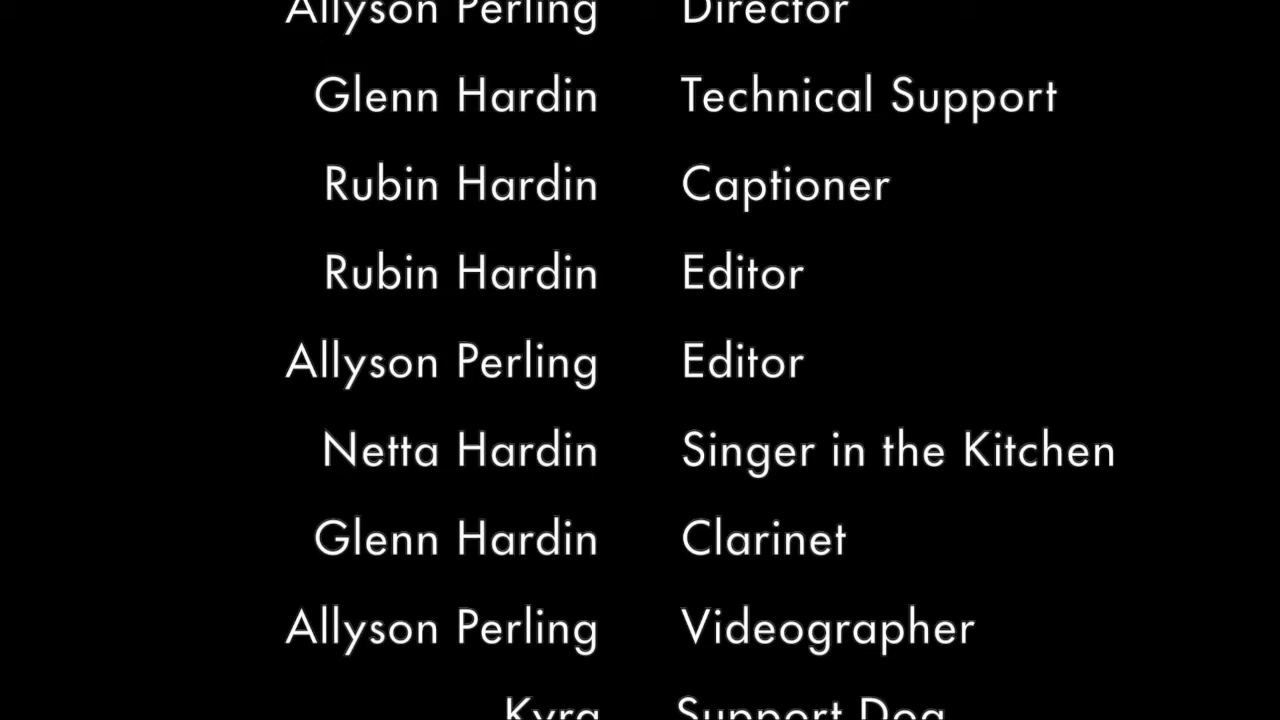 Allyson Perling Director
Glenn Hardin Technical Support
Rubin Hardin Captioner
Rubin Hardin Editor
Allyson Perling Editor
Netta Hardin Singer in the Kitchen
Glenn Hardin Clarinet
Allyson Perling Videographer
Kyra Support Dog